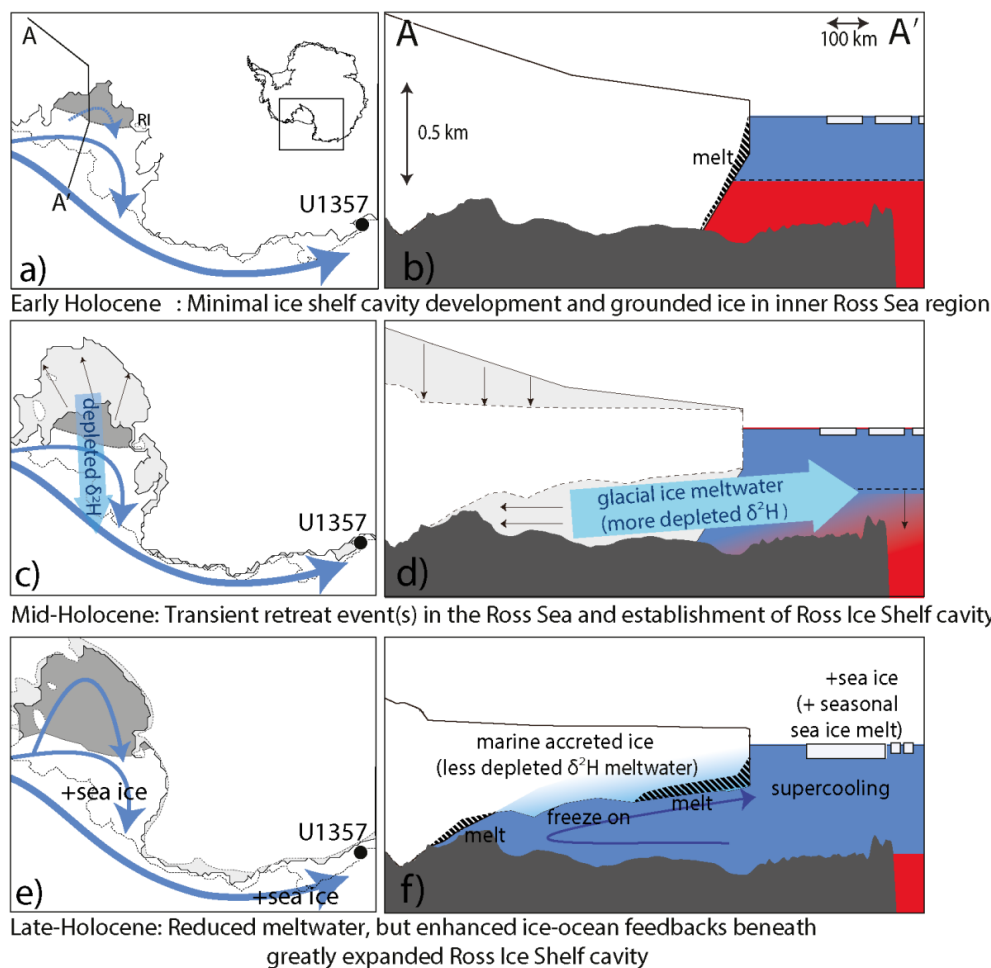 A
RI
A'
U1357
a)
A
100 km
A'
0.5 km
melt
b)
Early Holocene : Minimal ice shelf cavity development and grounded ice in inner Ross Sea region
depleted δ²H
U1357
c)
glacial ice meltwater
(more depleted δ²H)
d)
Mid-Holocene: Transient retreat event(s) in the Ross Sea and establishment of Ross Ice Shelf cavity
+sea ice
U1357
+sea ice
e)
+sea ice
(+ seasonal
sea ice melt)
marine accreted ice
(less depleted δ²H meltwater)
melt
supercooling
freeze on
melt
f)
Late-Holocene: Reduced meltwater, but enhanced ice-ocean feedbacks beneath
greatly expanded Ross Ice Shelf cavity